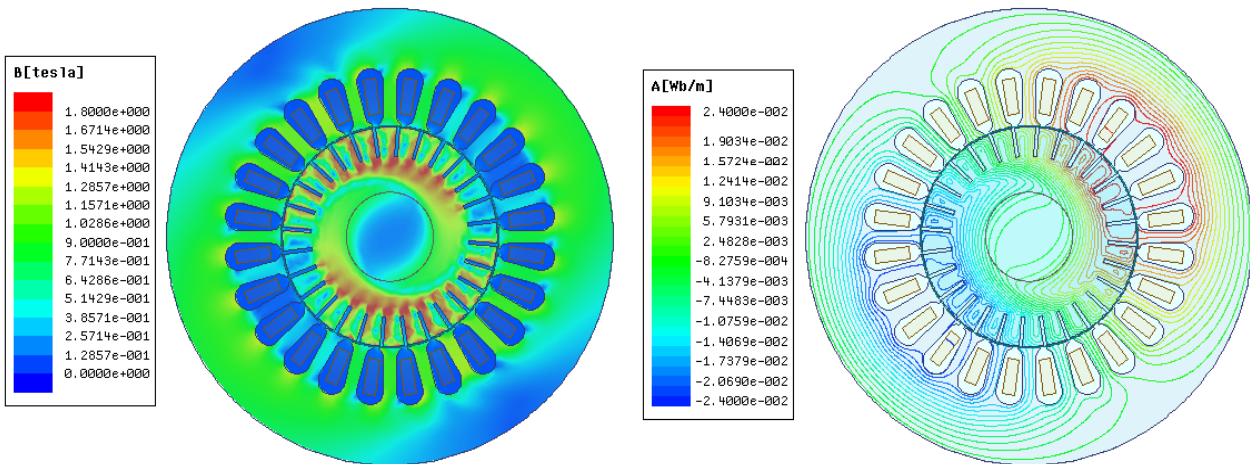 B[tesla]
1.8000e+000
1.6714e+000
1.5429e+000
1.4143e+000
1.2857e+000
1.1571e+000
1.0286e+000
9.0000e-001
7.7143e-001
6.4286e-001
5.1429e-001
3.8571e-001
2.5714e-001
1.2857e-001
0.0000e+000
A[Wb/m]
2.4000e-002
1.9034e-002
1.5724e-002
1.2414e-002
9.1034e-003
5.7931e-003
2.4828e-003
-8.2759e-004
-4.1379e-003
-7.4483e-003
-1.0759e-002
-1.4069e-002
-1.7379e-002
-2.0690e-002
-2.4000e-002